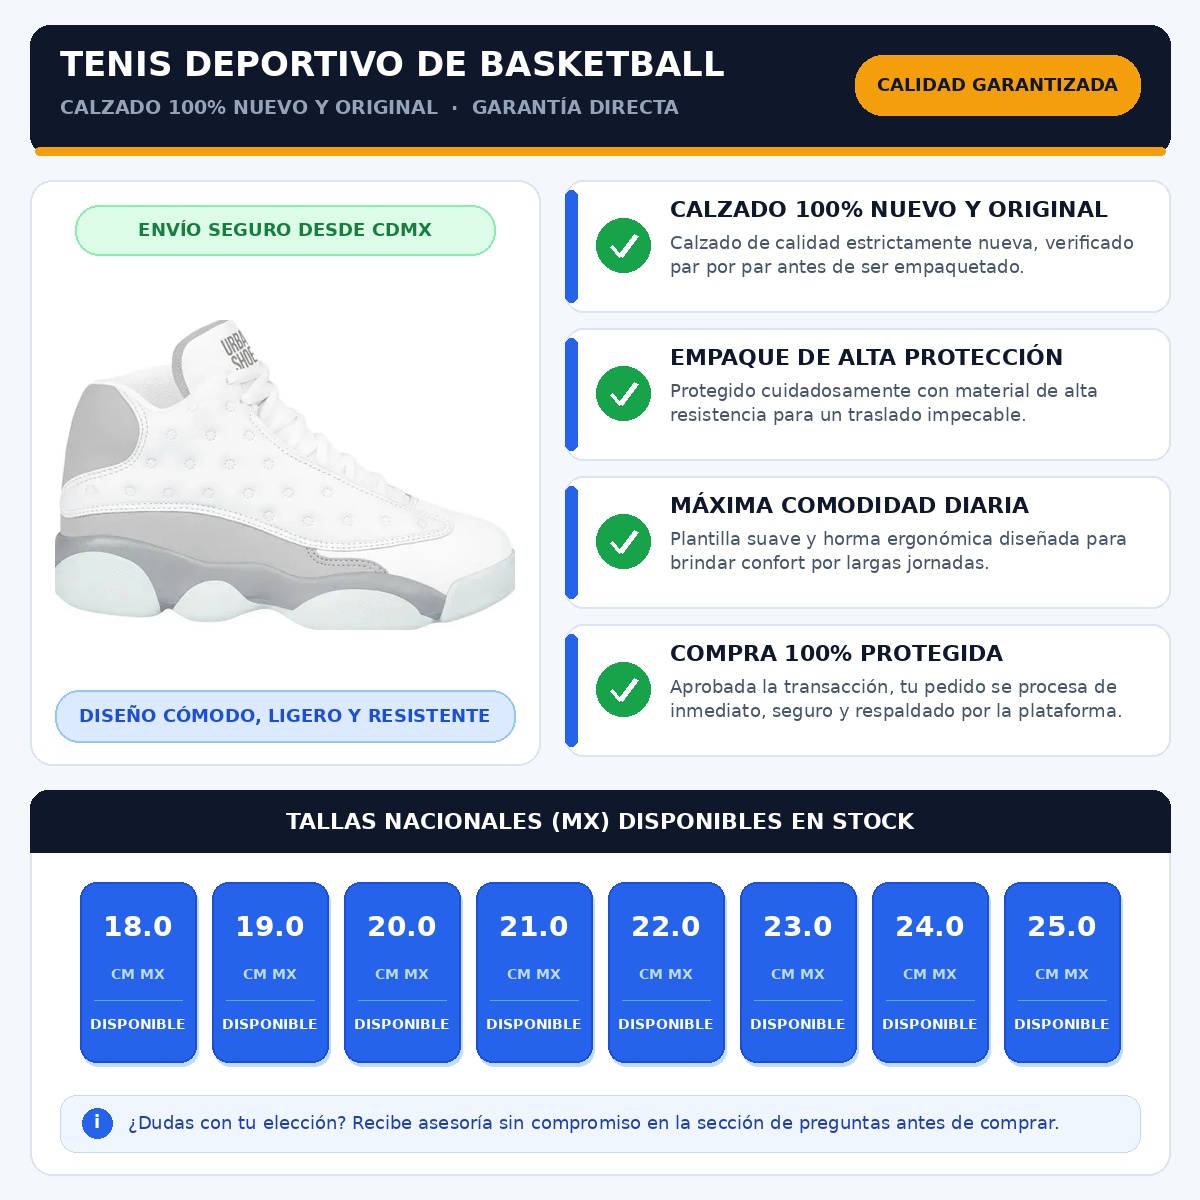 TENIS DEPORTIVO DE BASKETBALL
CALZADO 100% NUEVO Y ORIGINAL · GARANTÍA DIRECTA
CALIDAD GARANTIZADA
ENVÍO SEGURO DESDE CDMX
URBA
SHOE
DISEÑO CÓMODO, LIGERO Y RESISTENTE
CALZADO 100% NUEVO Y ORIGINAL
Calzado de calidad estrictamente nueva, verificado
par por par antes de ser empaquetado.
EMPAQUE DE ALTA PROTECCIÓN
Protegido cuidadosamente con material de alta
resistencia para un traslado impecable.
MÁXIMA COMODIDAD DIARIA
Plantilla suave y horma ergonómica diseñada para
brindar confort por largas jornadas.
COMPRA 100% PROTEGIDA
Aprobada la transacción, tu pedido se procesa de
inmediato, seguro y respaldado por la plataforma.
TALLAS NACIONALES (MX) DISPONIBLES EN STOCK
18.0
CM MX
DISPONIBLE
19.0
CM MX
DISPONIBLE
20.0
CM MX
DISPONIBLE
21.0
CM MX
DISPONIBLE
22.0
CM MX
DISPONIBLE
23.0
CM MX
DISPONIBLE
24.0
CM MX
DISPONIBLE
25.0
CM MX
DISPONIBLE
i
¿Dudas con tu elección? Recibe asesoría sin compromiso en la sección de preguntas antes de comprar.